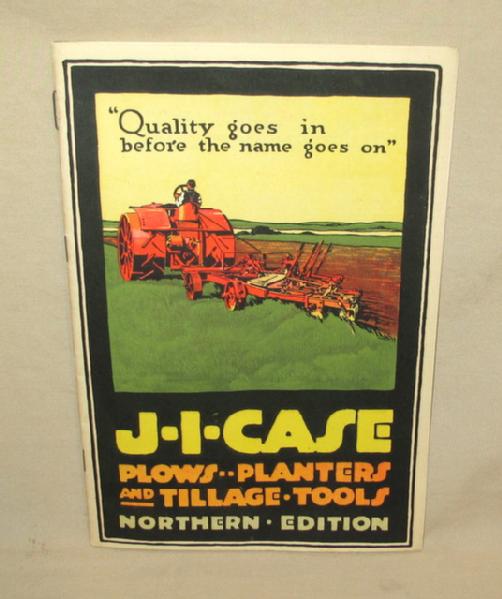 "Quality goes in
before the name goes on"
J·I·CASE
PLOWS··PLANTERS
AND TILLAGE·TOOLS
NORTHERN · EDITION